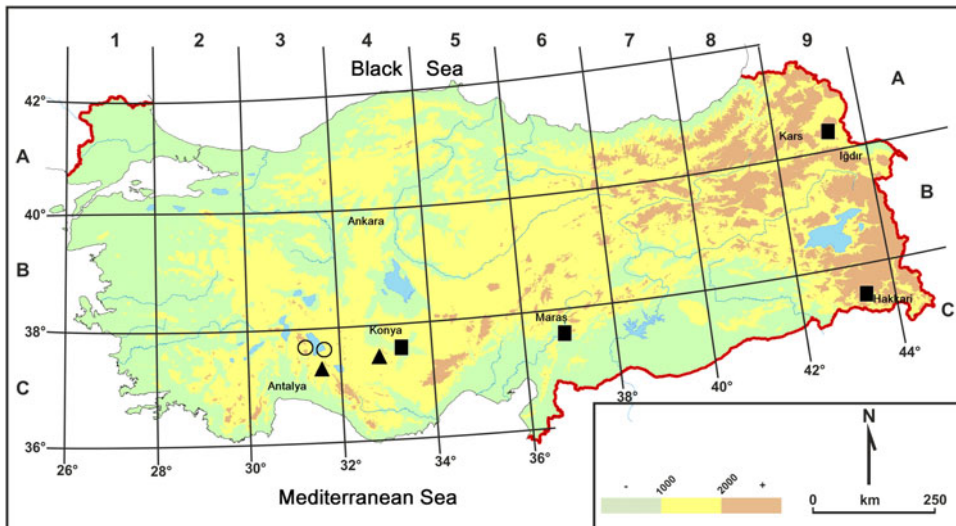 1 2 3 4 5 6 7 8 9
Black Sea
A
42°
Kars
Iğdır
A
B
40°
Ankara
B
Hakkari
C
38°
Konya
Maraş
44°
C
Antalya
42°
40°
38°
36°
36°
26° 28° 30° 32° 34°
Mediterranean Sea
N
- 1000 2000 +
0 km 250